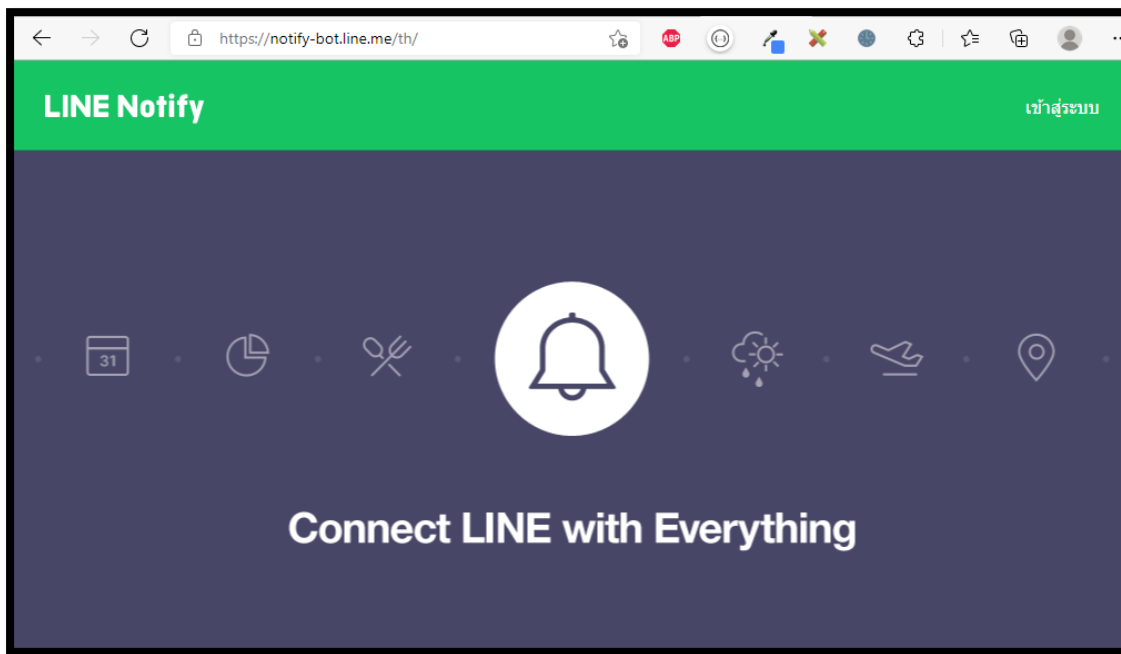 https://notify-bot.line.me/th/
ABP
LINE Notify
เข้าสู่ระบบ
31
Connect LINE with Everything